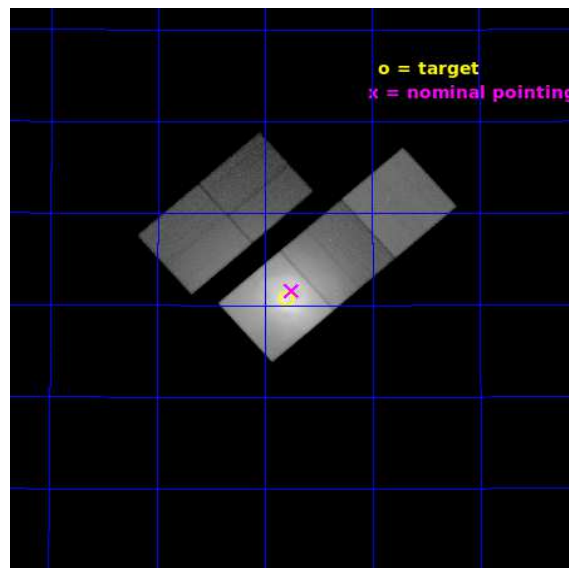 o = target
x = nominal pointing